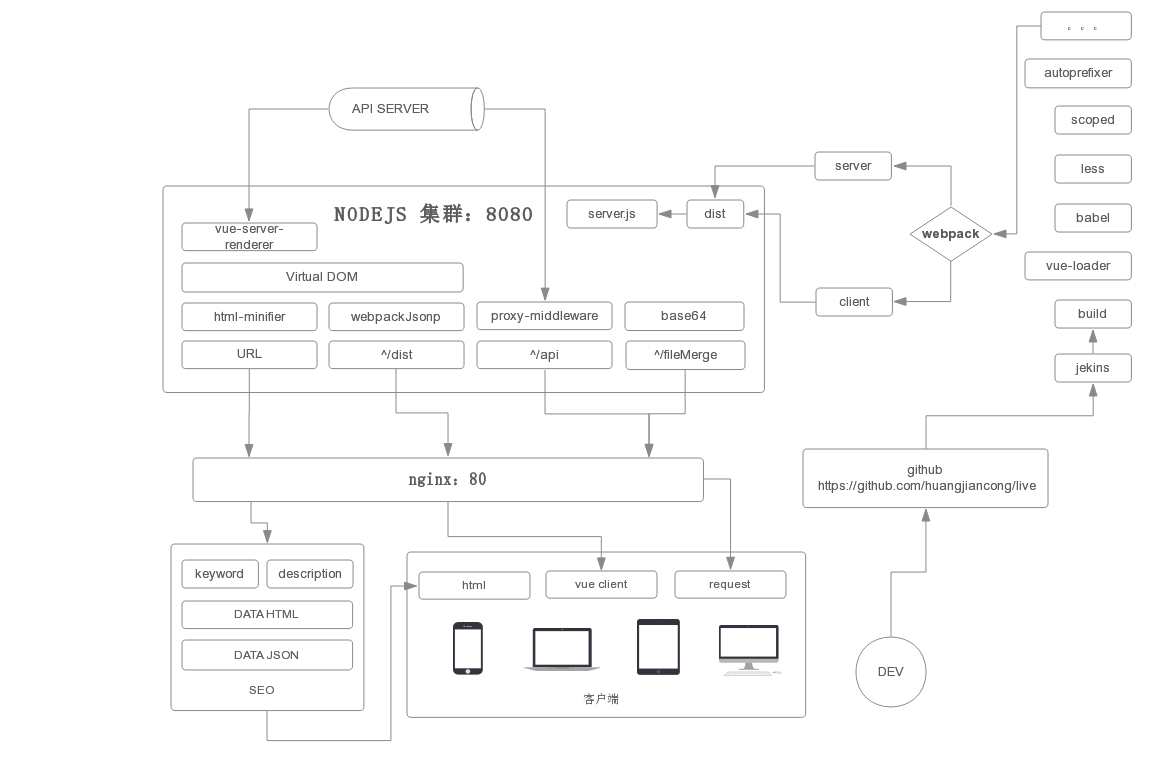 。。。
autoprefixer
scoped
less
babel
vue-loader
build
jekins
API SERVER
server
webpack
client
NODEJS 集群: 8080
server.js
dist
vue-server-
renderer
Virtual DOM
html-minifier
webpackJsonp
proxy-middleware
base64
URL
^/dist
^/api
^/fileMerge
nginx: 80
github
https://github.com/huangjiancong/live
DEV
keyword
description
DATA HTML
DATA JSON
SEO
html
vue client
request
客户端